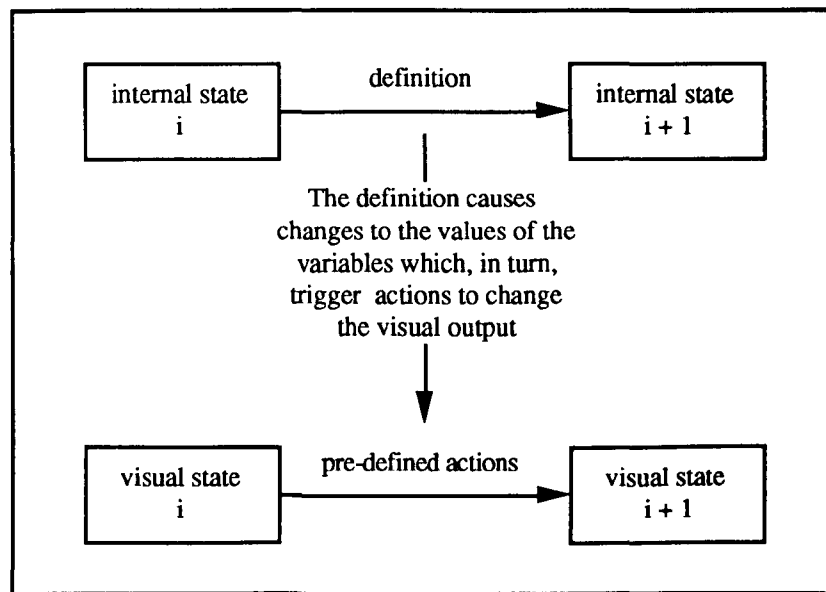 internal state
i
definition
internal state
i + 1
The definition causes
changes to the values of the
variables which, in turn,
trigger actions to change
the visual output
visual state
i
pre-defined actions
visual state
i + 1